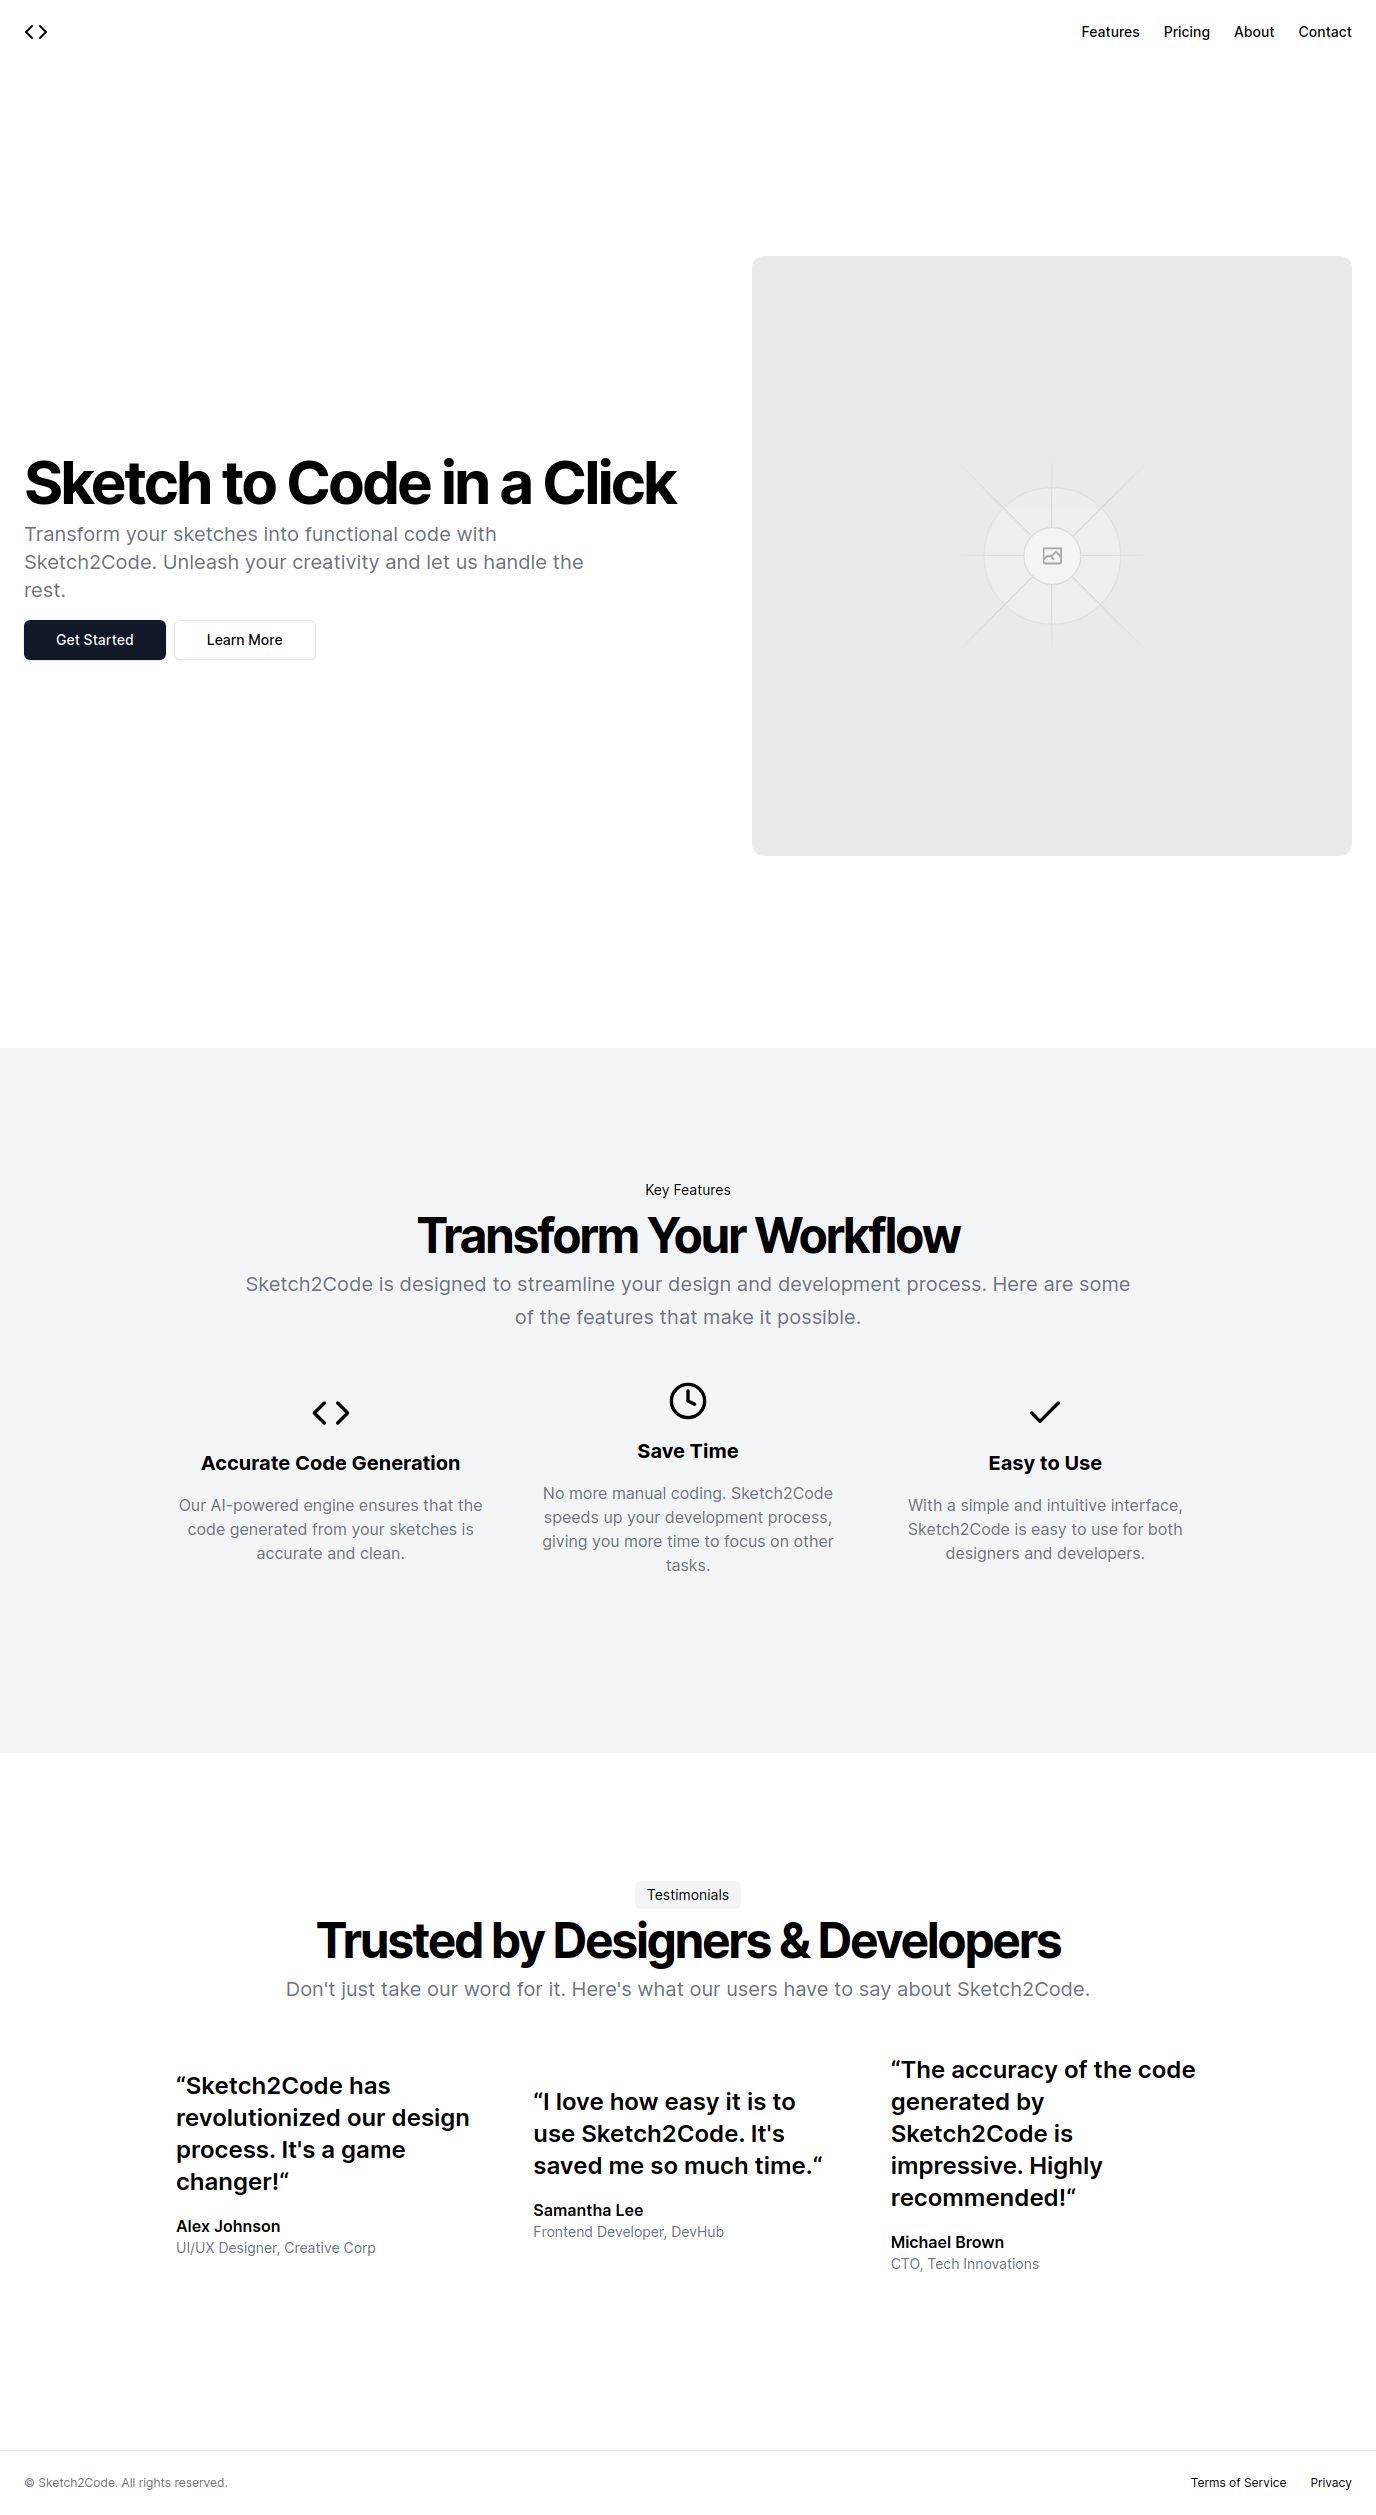 Features Pricing About Contact
Sketch to Code in a Click
Transform your sketches into functional code with
Sketch2Code. Unleash your creativity and let us handle the
rest.
Get Started Learn More
Key Features
Transform Your Workflow
Sketch2Code is designed to streamline your design and development process. Here are some
of the features that make it possible.
Accurate Code Generation
Our AI-powered engine ensures that the
code generated from your sketches is
accurate and clean.
Save Time
No more manual coding. Sketch2Code
speeds up your development process,
giving you more time to focus on other
tasks.
Easy to Use
With a simple and intuitive interface,
Sketch2Code is easy to use for both
designers and developers.
Testimonials
Trusted by Designers & Developers
Don't just take our word for it. Here's what our users have to say about Sketch2Code.
“Sketch2Code has
revolutionized our design
process. It's a game
changer!“
Alex Johnson
UI/UX Designer, Creative Corp
“I love how easy it is to
use Sketch2Code. It's
saved me so much time.“
Samantha Lee
Frontend Developer, DevHub
“The accuracy of the code
generated by
Sketch2Code is
impressive. Highly
recommended!“
Michael Brown
CTO, Tech Innovations
© Sketch2Code. All rights reserved.
Terms of Service Privacy